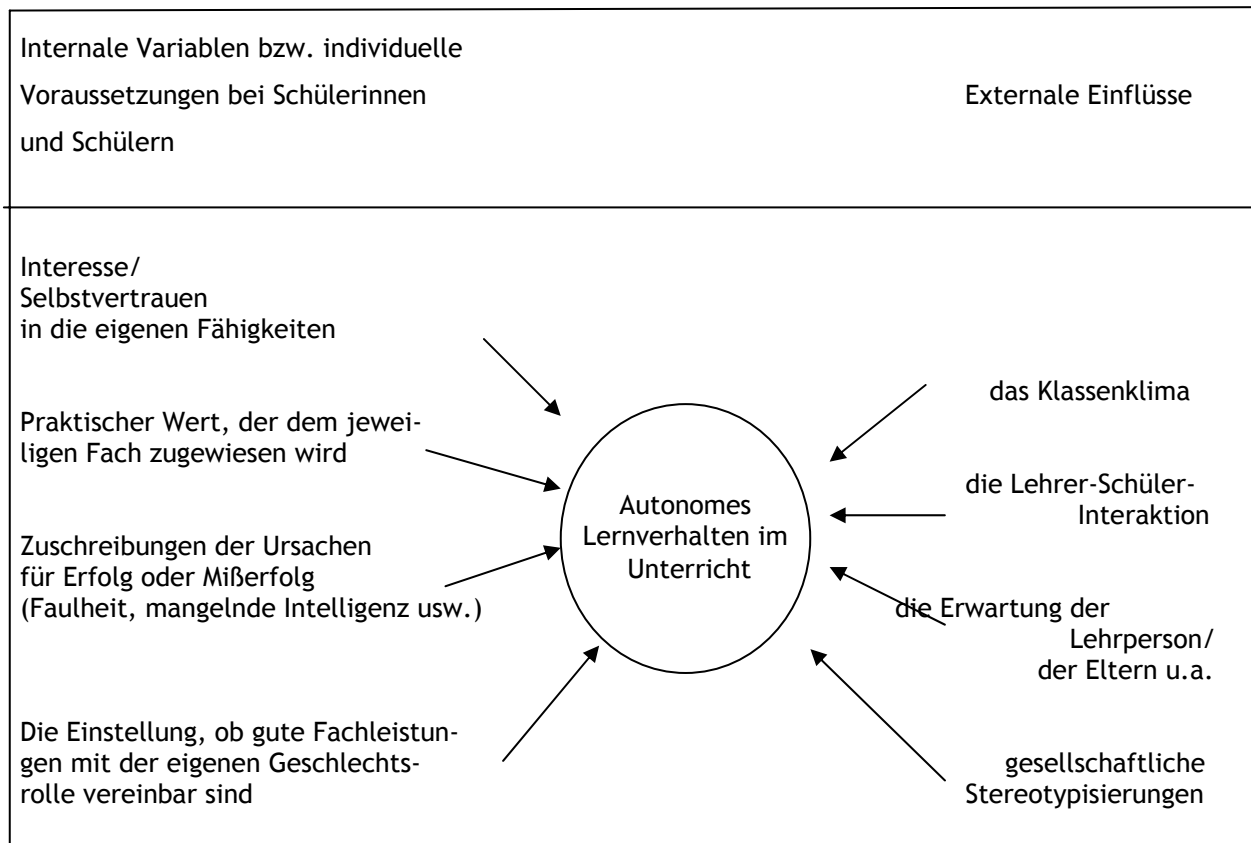 Internale Variablen bzw. individuelle
Voraussetzungen bei Schülerinnen
und Schülern
Externale Einflüsse
Interesse/
Selbstvertrauen
in die eigenen Fähigkeiten
Praktischer Wert, der dem jewei-
ligen Fach zugewiesen wird
Zuschreibungen der Ursachen
für Erfolg oder Mißerfolg
(Faulheit, mangelnde Intelligenz usw.)
Die Einstellung, ob gute Fachleistun-
gen mit der eigenen Geschlechts-
rolle vereinbar sind
Autonomes
Lernverhalten im
Unterricht
das Klassenklima
die Lehrer-Schüler-
Interaktion
die Erwartung der
Lehrperson/
der Eltern u.a.
gesellschaftliche
Stereotypisierungen